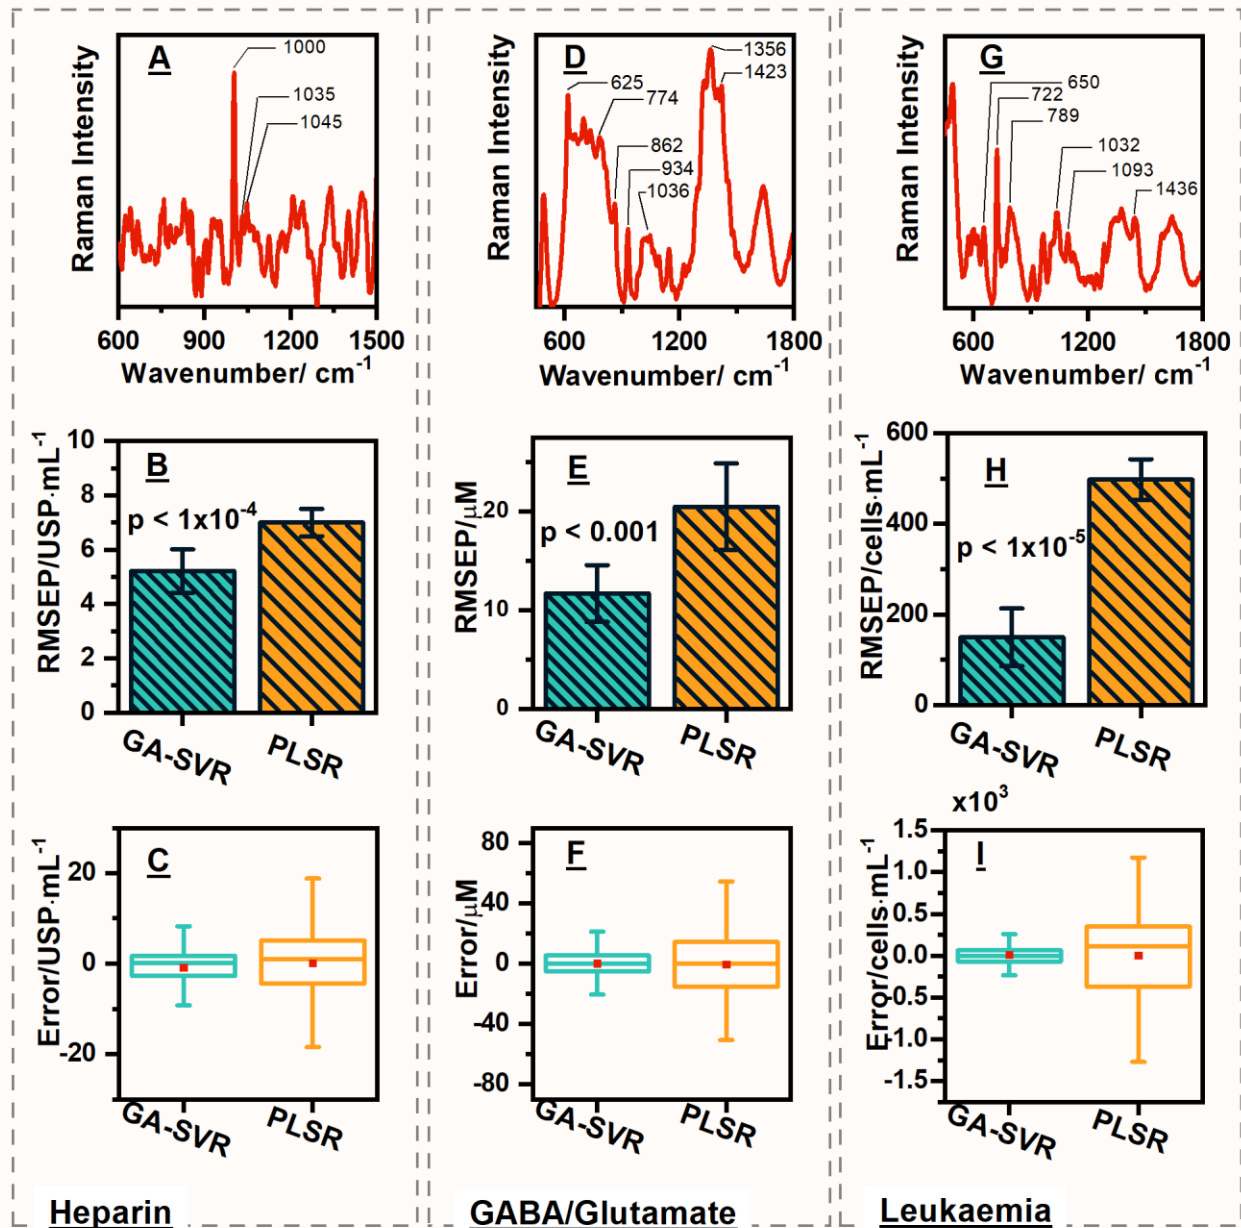 A
1000
1035
1045
Raman Intensity
600 900 1200 1500
Wavenumber/ cm⁻¹
B
p < 1x10⁻⁴
RMSEP/USP·mL⁻¹
10
8
6
4
2
0
GA-SVR PLSR
C
Error/USP·mL⁻¹
20
0
-20
GA-SVR PLSR
Heparin
D
1356
1423
625
774
862
934
1036
Raman Intensity
600 1200 1800
Wavenumber/ cm⁻¹
E
p < 0.001
RMSEP/μM
20
10
0
GA-SVR PLSR
F
Error/μM
80
40
0
-40
-80
GA-SVR PLSR
GABA/Glutamate
G
650
722
789
1032
1093
1436
Raman Intensity
600 1200 1800
Wavenumber/ cm⁻¹
H
p < 1x10⁻⁵
RMSEP/cells·mL⁻¹
600
400
200
0
GA-SVR PLSR
x10³
I
Error/cells·mL⁻¹
1.5
1.0
0.5
0.0
-0.5
-1.0
-1.5
GA-SVR PLSR
Leukaemia